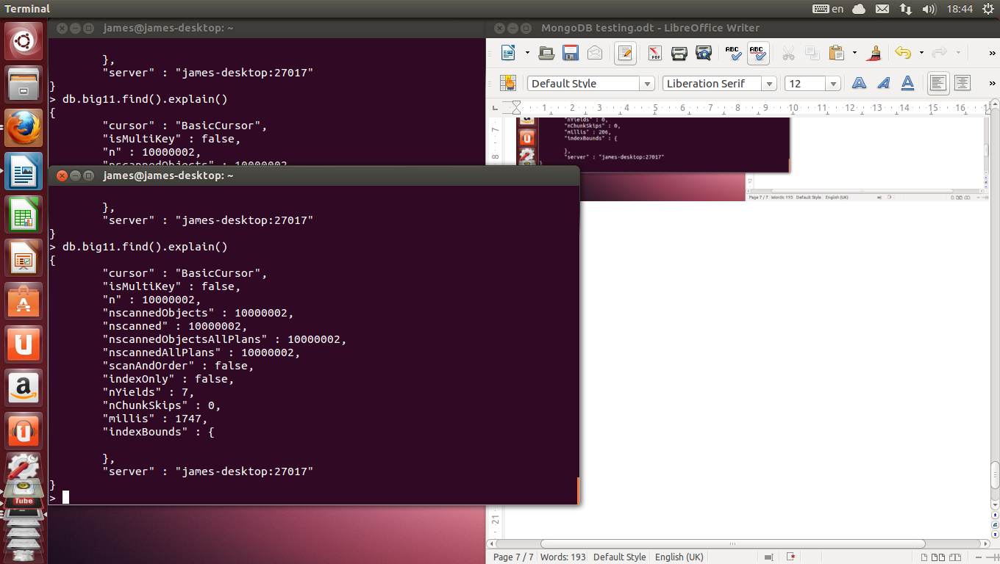 Terminal
en
18:44
james@james-desktop: ~
},
"server" : "james-desktop:27017"
}
> db.big11.find().explain()
{
"cursor" : "BasicCursor",
"isMultiKey" : false,
"n" : 10000002,
"nscannedObjects" : 10000002
james@james-desktop: ~
},
"server" : "james-desktop:27017"
}
> db.big11.find().explain()
{
"cursor" : "BasicCursor",
"isMultiKey" : false,
"n" : 10000002,
"nscannedObjects" : 10000002,
"nscanned" : 10000002,
"nscannedObjectsAllPlans" : 10000002,
"nscannedAllPlans" : 10000002,
"scanAndOrder" : false,
"indexOnly" : false,
"nYields" : 7,
"nChunkSkips" : 0,
"millis" : 1747,
"indexBounds" : {
},
"server" : "james-desktop:27017"
}
>
Tube
MongoDB testing.odt - LibreOffice Writer
PDF
ABC
ABC
»
Default Style
Liberation Serif
12
»
1 2 3 4 5 6 7 8 9 10 11 12 13 14 15 16
7
8
21
"nYields" : 0,
"nChunkSkips" : 0,
"millis" : 206,
"indexBounds" : {
},
"server" : "james-desktop:27017"
}
Page 7 / 7 Words: 193 Default Style English (UK)
Page 7 / 7 Words: 193 Default Style English (UK)